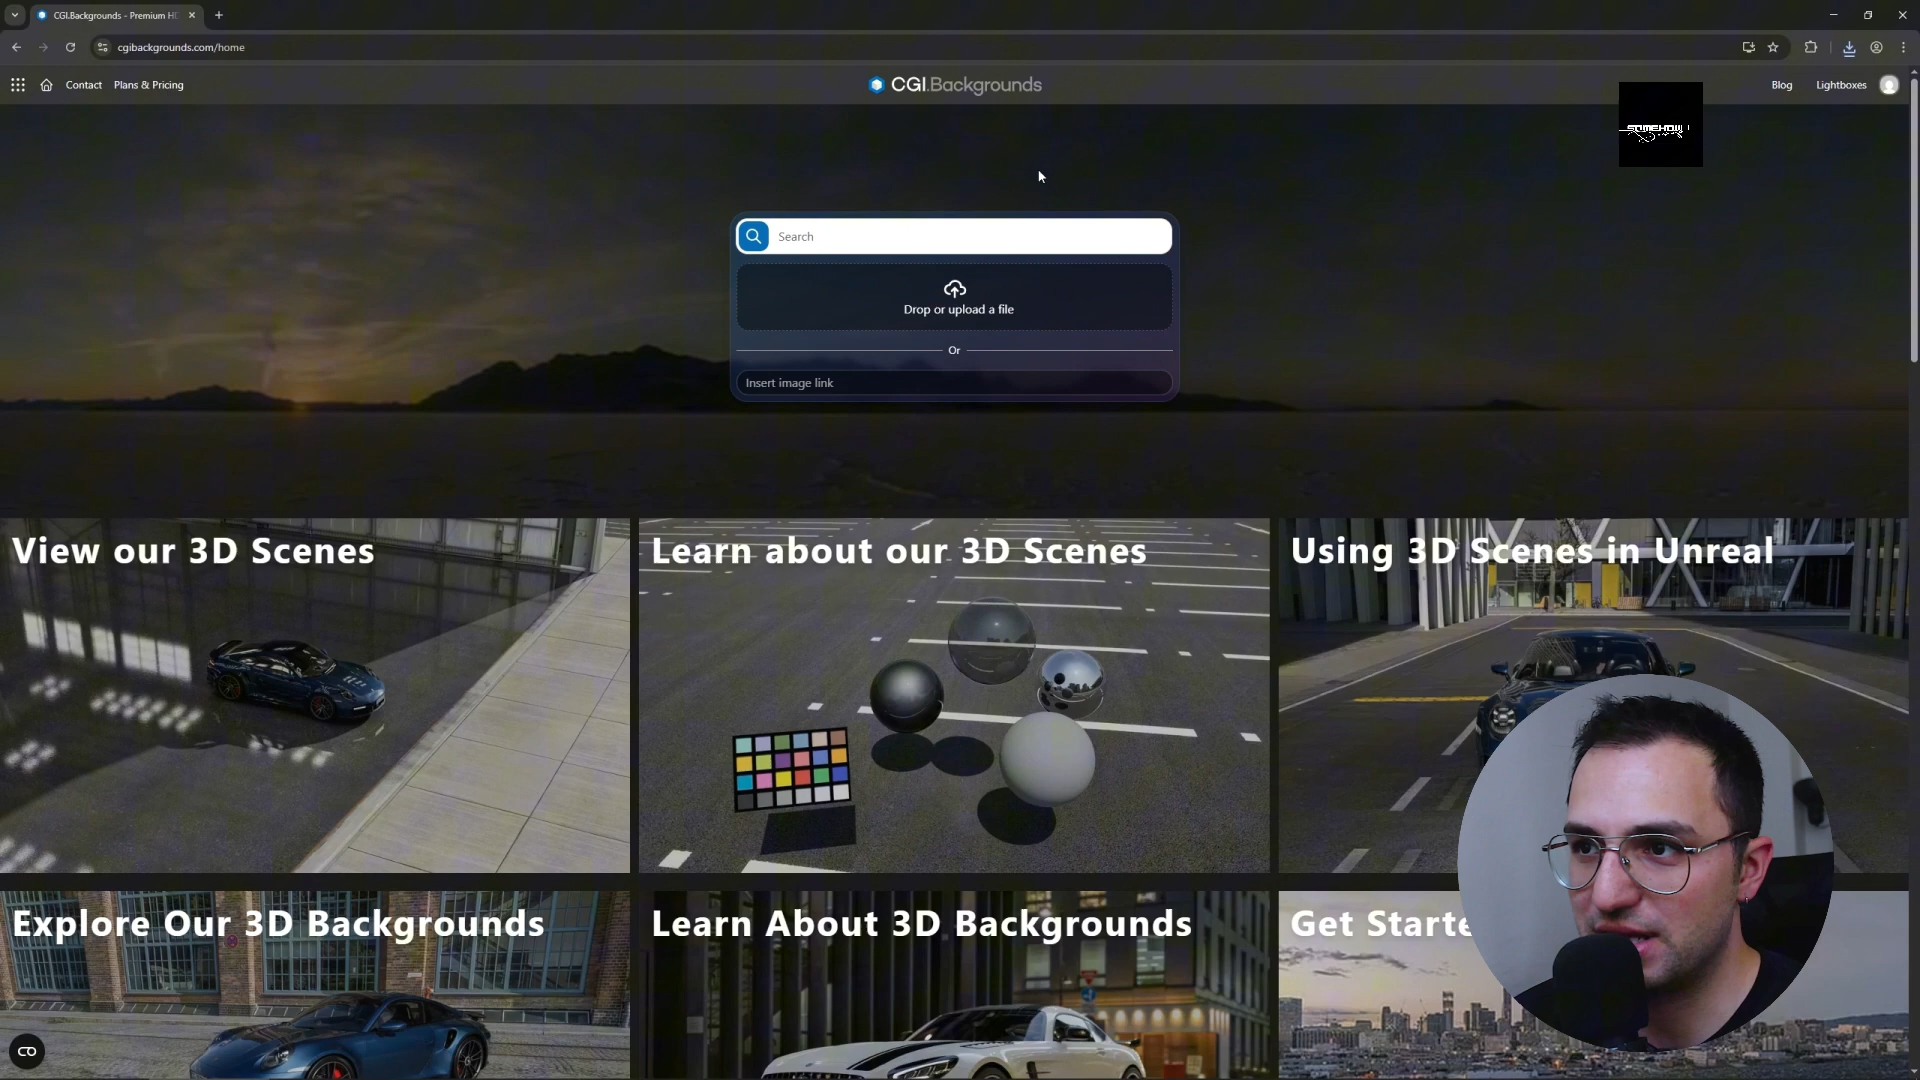 CGI.Backgrounds - Premium HD
cgibackgrounds.com/home
Contact
Plans & Pricing
CGI.Backgrounds
Blog
Lightboxes
SOMEHOW
Search
Drop or upload a file
Or
Insert image link
View our 3D Scenes
Learn about our 3D Scenes
Using 3D Scenes in Unreal
Explore Our 3D Backgrounds
Learn About 3D Backgrounds
Get Starte